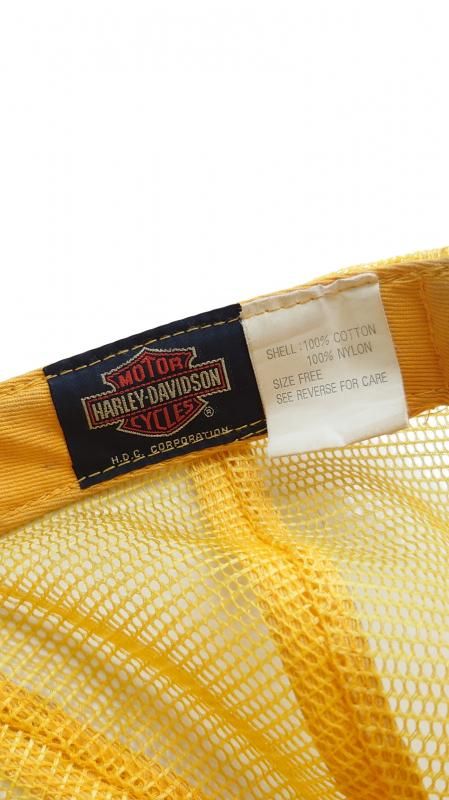 MOTOR
HARLEY-DAVIDSON
CYCLES
®
H.D.C. CORPORATION
SHELL:100% COTTON
100% NYLON
SIZE FREE
SEE REVERSE FOR CARE